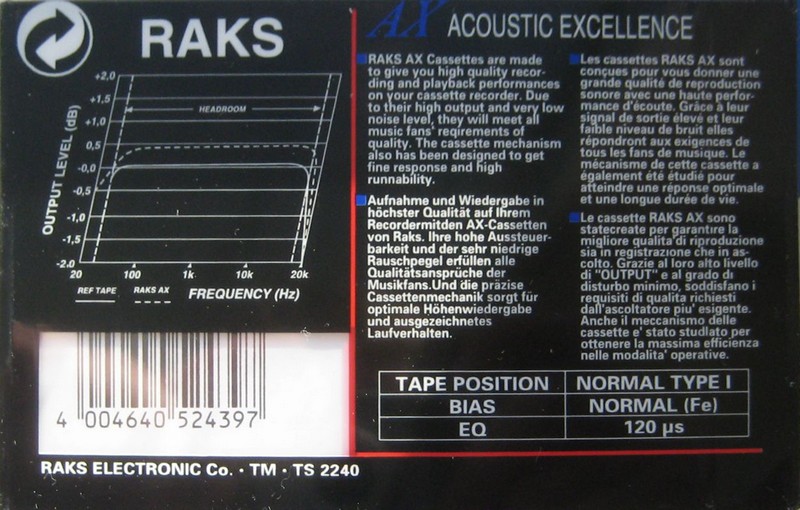 RAKS
OUTPUT LEVEL (dB)
+2,0
+1,5
+1,0
0,5
-0,0
-0,5
-1,0
-1,5
-2.0
HEADROOM
20 100 1k 10k 20k
REF TAPE RAKS AX FREQUENCY (Hz)
4 004640 524397
RAKS ELECTRONIC Co. · TM · TS 2240
AX ACOUSTIC EXCELLENCE
RAKS AX Cassettes are made
to give you high quality recor-
ding and playback performances
on your cassette recorder. Due
to their high output and very low
noise level, they will meet all
music fans' reqirements of
quality. The cassette mechanism
also has been designed to get
fine response and high
runnability.
Aufnahme und Wiedergabe in
höchster Qualität auf Ihrem
Recordermitden AX-Cassetten
von Raks. Ihre hohe Aussteuer-
barkeit und der sehr niedrige
Rauschpegel erfüllen alle
Qualitätsansprüche der
Musikfans.Und die präzise
Cassettenmechanik sorgt für
optimale Höhenwiedergabe
und ausgezeichnetes
Laufverhalten.
Les cassettes RAKS AX sont
conçues pour vous donner une
grande qualité de reproduction
sonore avec une haute perfor-
mance d'écoute. Grâce à leur
signal de sortie élevé et leur
faible niveau de bruit elles
répondront aux exigences de
tous les fans de musique. Le
mécanisme de cette cassette a
également été étudié pour
atteindre une réponse optimale
et une longue durée de vie.
Le cassette RAKS AX sono
statecreate per garantire la
migliore qualita'di riproduzione
sia in registrazione che in as-
colto. Grazie al loro alto livello
di "OUTPUT" e al grado di
disturbo minimo, soddisfano i
requisiti di qualita richiesti
dall'ascoltatore piu' esigente.
Anche il meccanismo delle
cassette e' stato studiato per
ottenere la massima efficienza
nelle modalita' operative.
TAPE POSITION NORMAL TYPE I
BIAS NORMAL (Fe)
EQ 120 µs